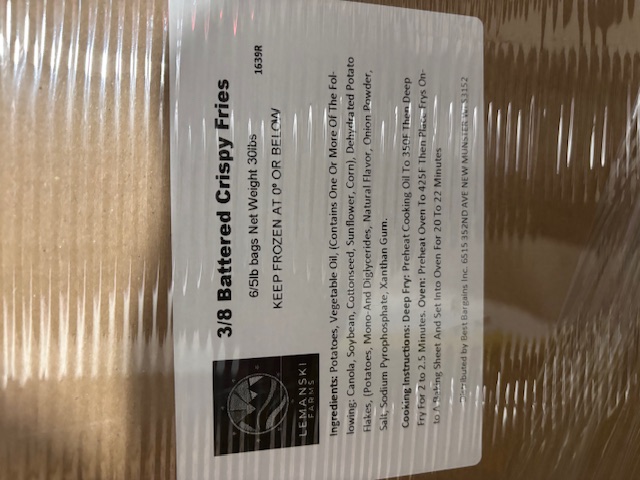 3/8 Battered Crispy Fries
1639R
6/5lb bags Net Weight 30lbs
KEEP FROZEN AT 0° OR BELOW
LEMANSKI
FARMS
Ingredients: Potatoes, Vegetable Oil, (Contains One Or More Of The Fol-
lowing: Canola, Soybean, Cottonseed, Sunflower, Corn), Dehydrated Potato
Flakes, (Potatoes, Mono-And Diglycerides, Natural Flavor, Onion Powder,
Salt, Sodium Pyrophosphate, Xanthan Gum.
Cooking Instructions: Deep Fry: Preheat Cooking Oil To 350F Then Deep
Fry For 2 to 2.5 Minutes. Oven: Preheat Oven To 425F Then Place Frys On-
to A Baking Sheet And Set Into Oven For 20 To 22 Minutes
Distributed by Best Bargains Inc. 6515 352ND AVE NEW MUNSTER WI 53152